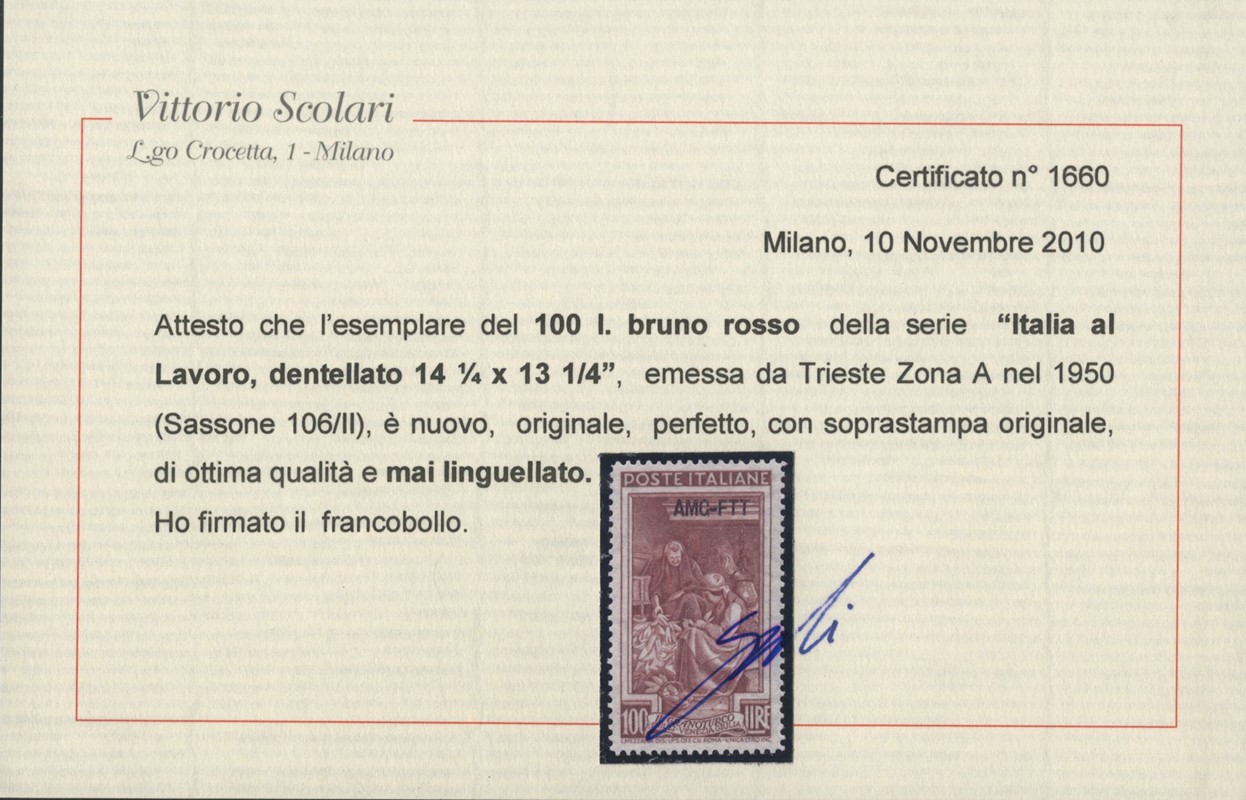 Vittorio Scolari
L.go Crocetta, 1 - Milano
Certificato n° 1660
Milano, 10 Novembre 2010
Attesto che l'esemplare del 100 l. bruno rosso della serie “Italia al
Lavoro, dentellato 14 ¼ x 13 1/4”, emessa da Trieste Zona A nel 1950
(Sassone 106/II), è nuovo, originale, perfetto, con soprastampa originale,
di ottima qualità e mai linguellato.
Ho firmato il francobollo.
POSTE ITALIANE
AMG-FTT
100 LIRE
GRANOTURCO